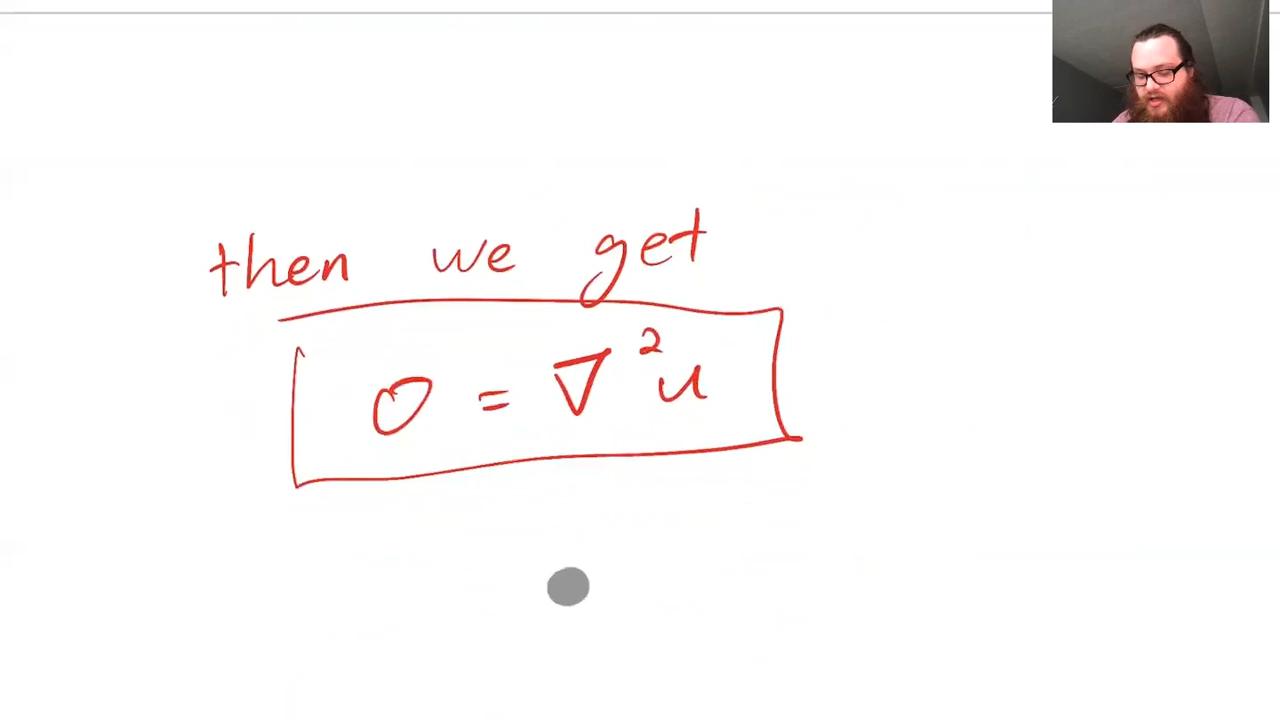 then we get
0 = ∇²u